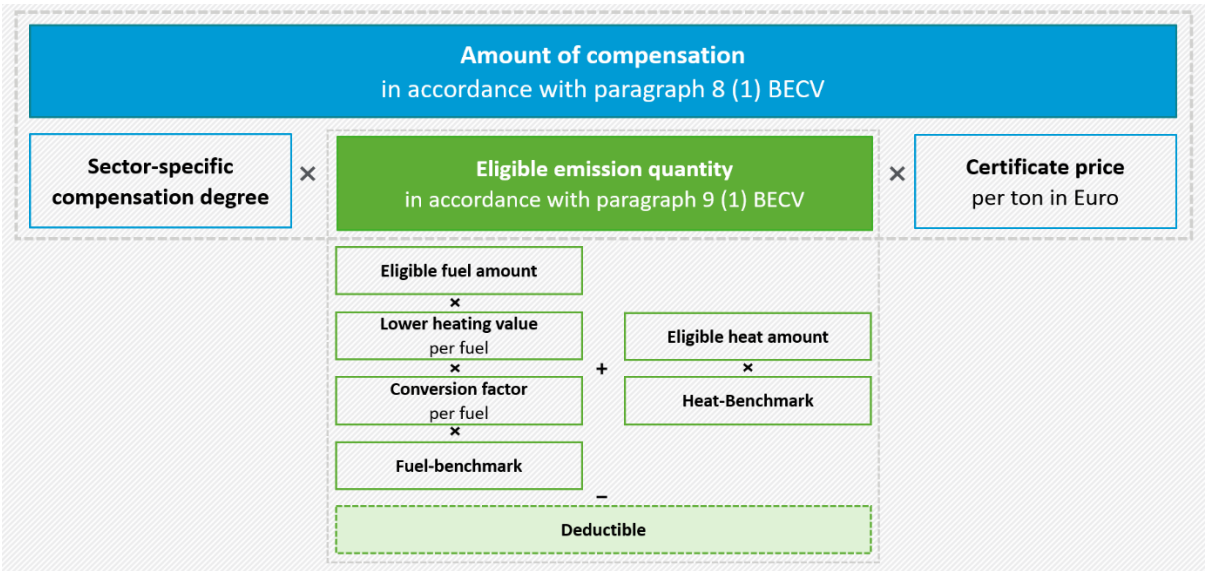 Amount of compensation
in accordance with paragraph 8 (1) BECV
Sector-specific
compensation degree
×
Eligible emission quantity
in accordance with paragraph 9 (1) BECV
×
Certificate price
per ton in Euro
Eligible fuel amount
×
Lower heating value
per fuel
×
Conversion factor
per fuel
×
Fuel-benchmark
+
Eligible heat amount
×
Heat-Benchmark
–
Deductible